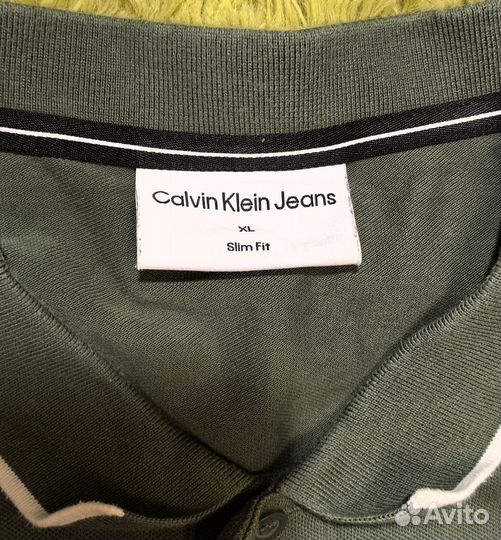 Calvin Klein Jeans
XL
Slim Fit
Avito